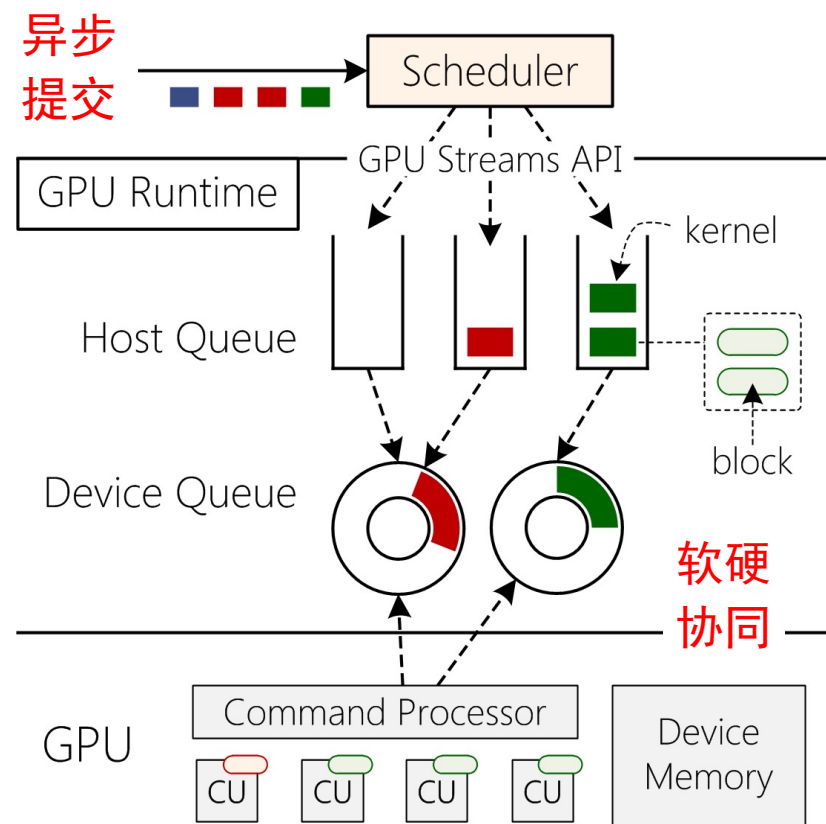 异步
提交
Scheduler
GPU Streams API
GPU Runtime
kernel
Host Queue
block
Device Queue
软硬
协同
Command Processor
GPU
Device
Memory
CU
CU
CU
CU